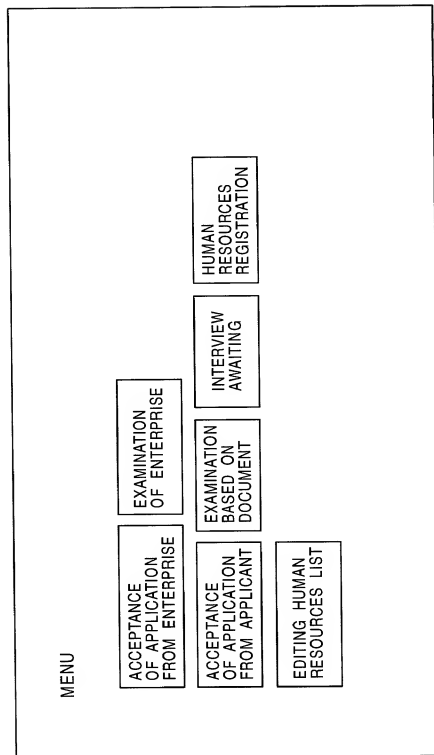 MENU
ACCEPTANCE
OF APPLICATION
FROM ENTERPRISE
EXAMINATION
OF ENTERPRISE
ACCEPTANCE
OF APPLICATION
FROM APPLICANT
EXAMINATION
BASED ON
DOCUMENT
INTERVIEW
AWAITING
HUMAN
RESOURCES
REGISTRATION
EDITING HUMAN
RESOURCES LIST